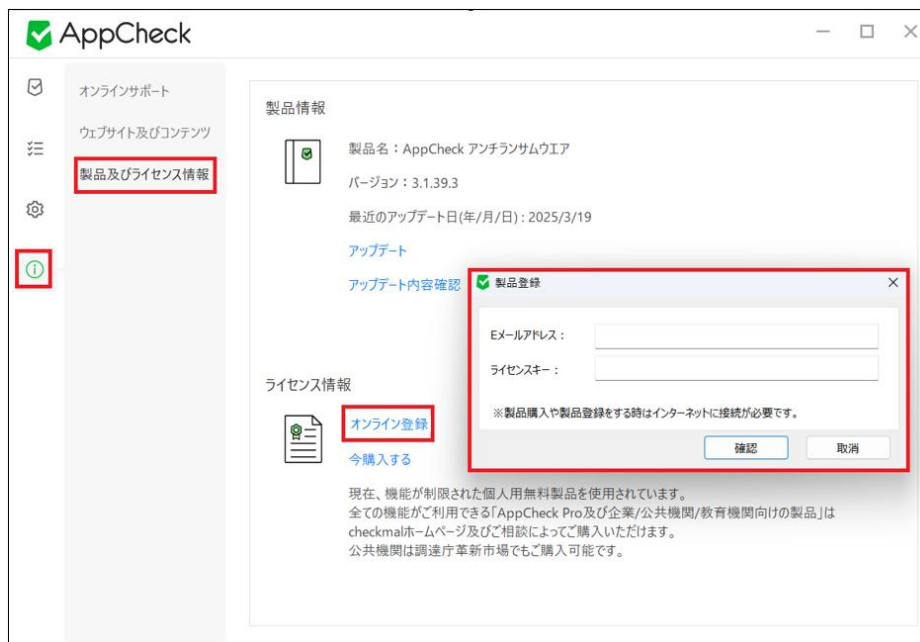 AppCheck
オンラインサポート
ウェブサイト及びコンテンツ
製品及びライセンス情報
製品情報
製品名：AppCheck アンチランサムウエア
バージョン：3.1.39.3
最近のアップデート日(年/月/日) : 2025/3/19
アップデート
アップデート内容確認
製品登録
Eメールアドレス：
ライセンスキー：
※製品購入や製品登録をする時はインターネットに接続が必要です。
確認
取消
ライセンス情報
オンライン登録
今購入する
現在、機能が制限された個人用無料製品を使用されています。
全ての機能がご利用できる「AppCheck Pro及び企業/公共機関/教育機関向けの製品」は
checkmalホームページ及びご相談によってご購入いただけます。
公共機関は調達庁革新市場でもご購入可能です。